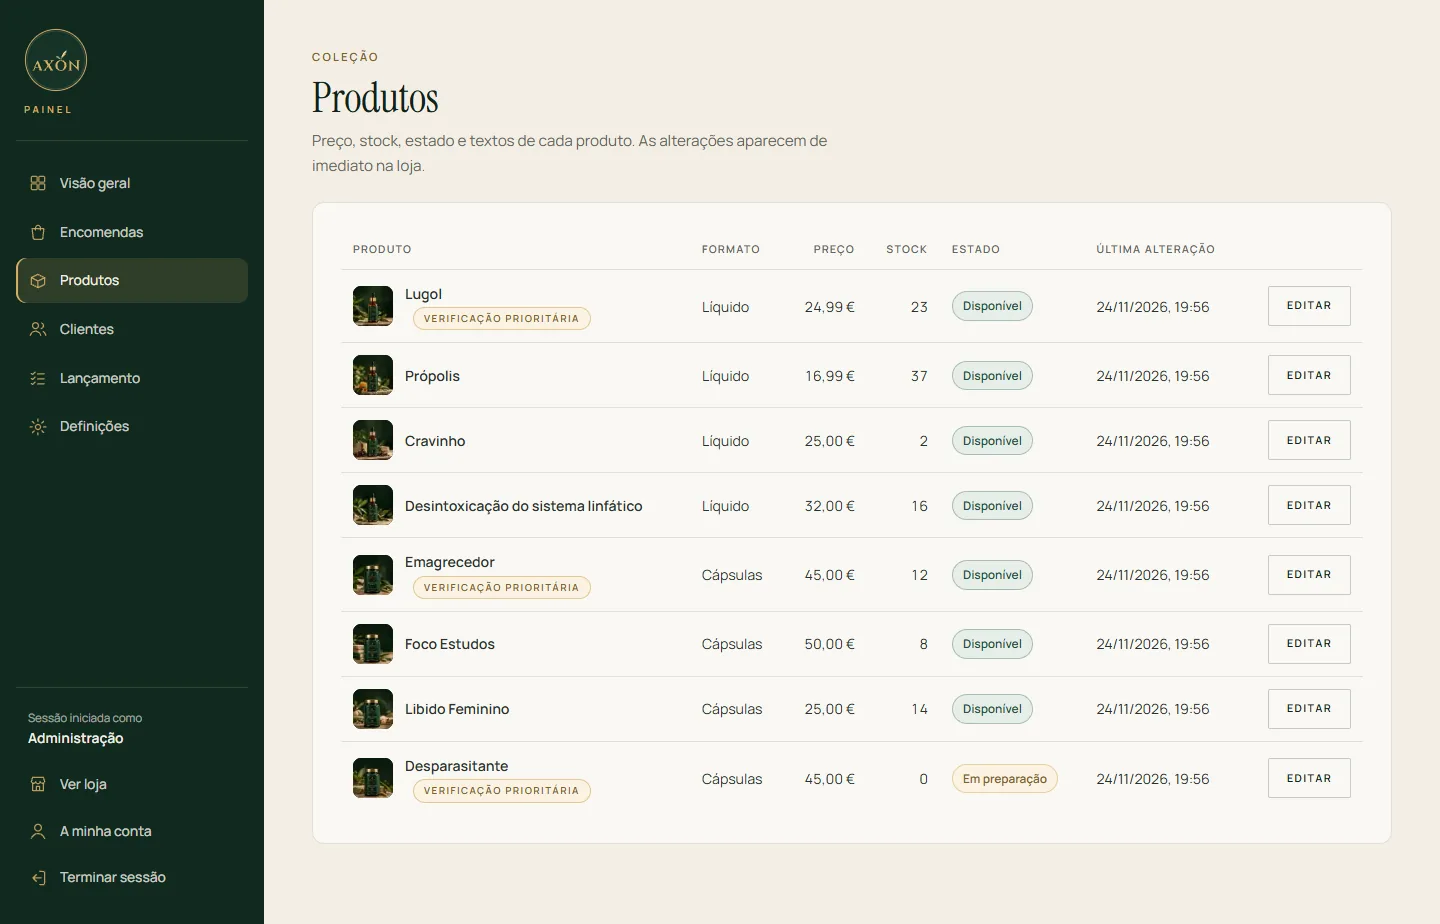 AXÓN
PAINEL
Visão geral
Encomendas
Produtos
Clientes
Lançamento
Definições
Sessão iniciada como
Administração
Ver loja
A minha conta
Terminar sessão
COLEÇÃO
Produtos
Preço, stock, estado e textos de cada produto. As alterações aparecem de
imediato na loja.
PRODUTO FORMATO PREÇO STOCK ESTADO ÚLTIMA ALTERAÇÃO
Lugol
VERIFICAÇÃO PRIORITÁRIA
Líquido 24,99 € 23 Disponível 24/11/2026, 19:56 EDITAR
Própolis Líquido 16,99 € 37 Disponível 24/11/2026, 19:56 EDITAR
Cravinho Líquido 25,00 € 2 Disponível 24/11/2026, 19:56 EDITAR
Desintoxicação do sistema linfático Líquido 32,00 € 16 Disponível 24/11/2026, 19:56 EDITAR
Emagrecedor
VERIFICAÇÃO PRIORITÁRIA
Cápsulas 45,00 € 12 Disponível 24/11/2026, 19:56 EDITAR
Foco Estudos Cápsulas 50,00 € 8 Disponível 24/11/2026, 19:56 EDITAR
Libido Feminino Cápsulas 25,00 € 14 Disponível 24/11/2026, 19:56 EDITAR
Desparasitante
VERIFICAÇÃO PRIORITÁRIA
Cápsulas 45,00 € 0 Em preparação 24/11/2026, 19:56 EDITAR